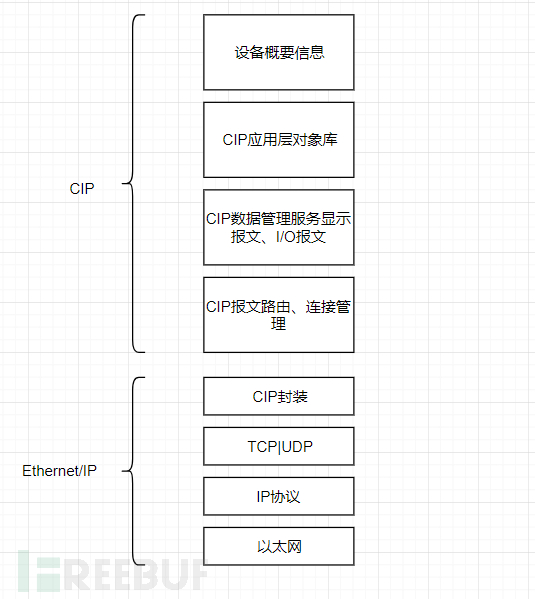 设备概要信息
CIP应用层对象库
CIP
CIP数据管理服务显示
报文、I/O报文
CIP报文路由、连接管
理
CIP封装
TCP|UDP
Ethernet/IP
IP协议
以太网
FREEBUF